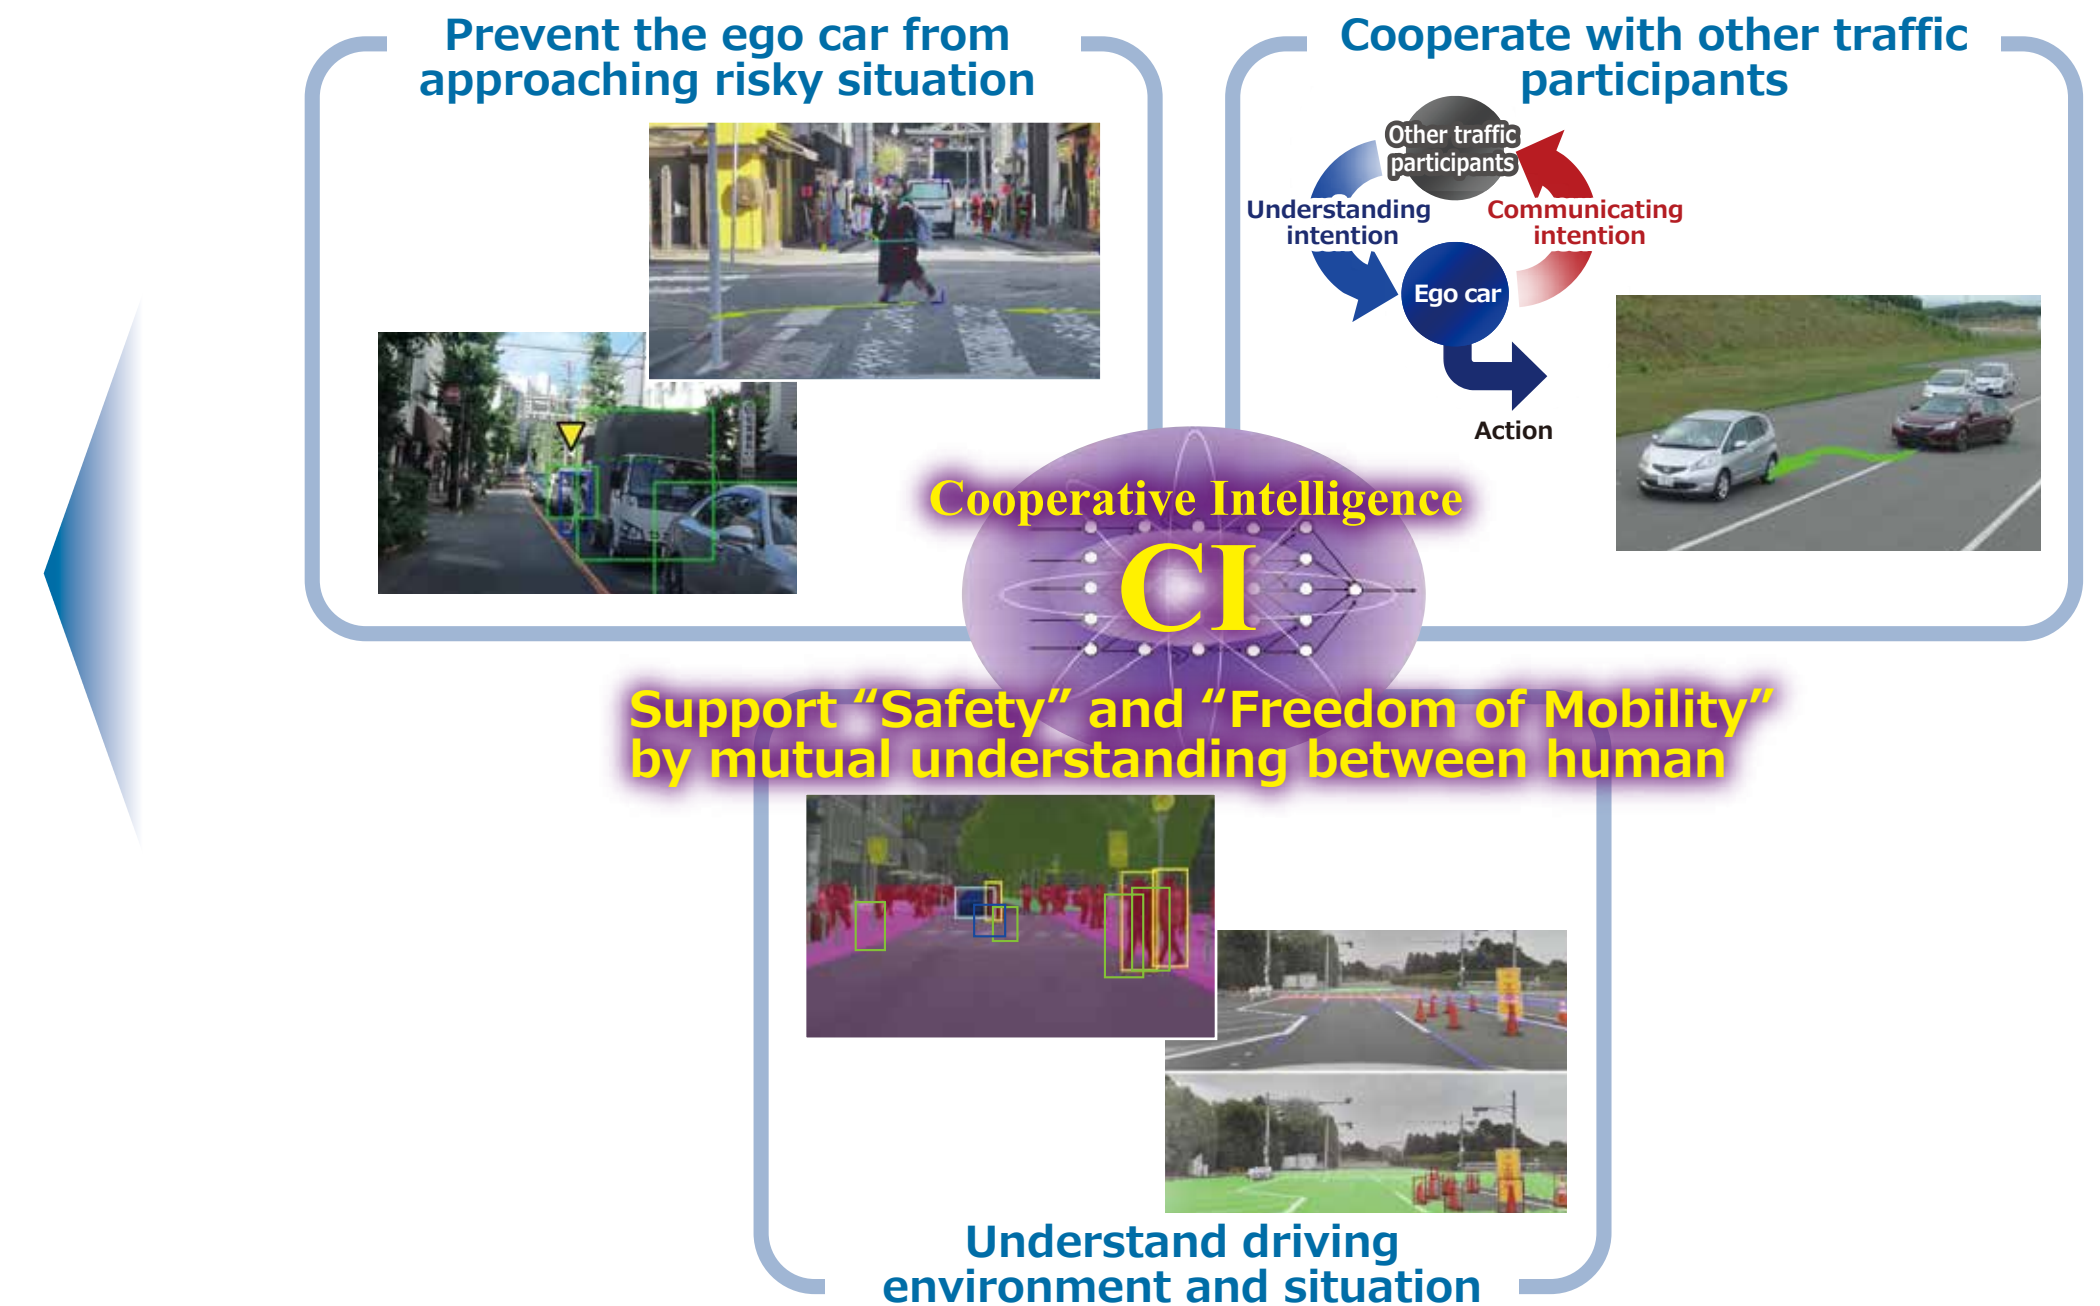 Prevent the ego car from
approaching risky situation
Cooperate with other traffic
participants
Other traffic
participants
Understanding
intention
Communicating
intention
Ego car
Action
Cooperative Intelligence
CI
Support “Safety” and “Freedom of Mobility”
by mutual understanding between human
Understand driving
environment and situation